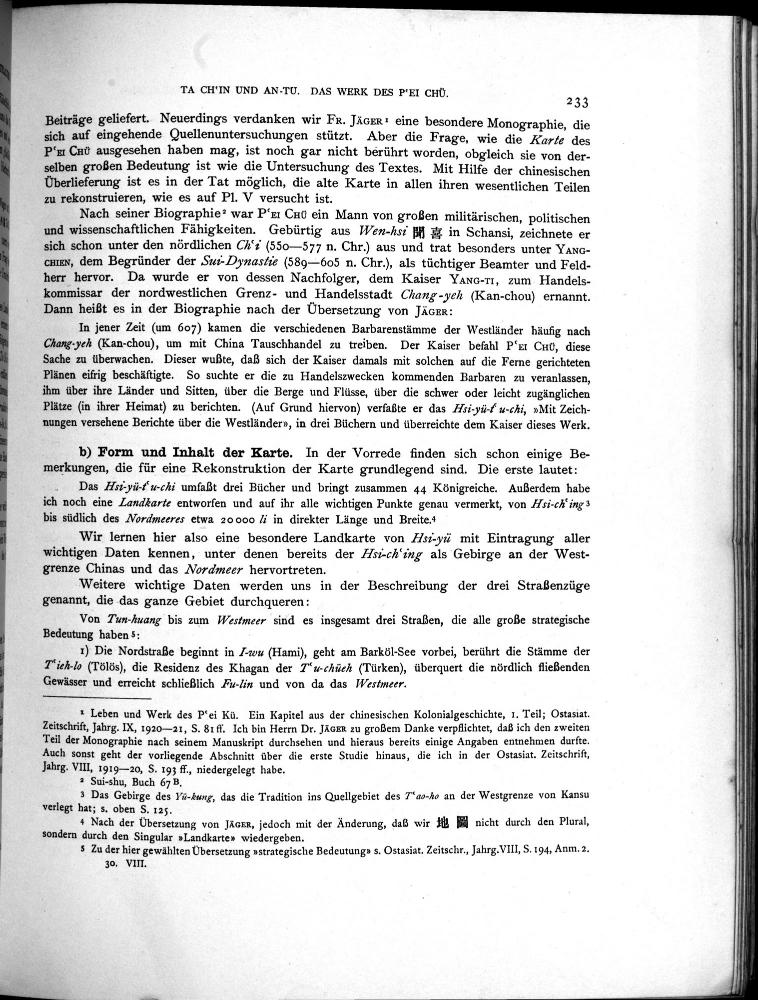 TA CH'IN UND AN-TU. DAS WERK DES P'EI CHÜ.
233
Beiträge geliefert. Neuerdings verdanken wir FR. JÄGER¹ eine besondere Monographie, die
sich auf eingehende Quellenuntersuchungen stützt. Aber die Frage, wie die Karte des
P'EI CHÜ ausgesehen haben mag, ist noch gar nicht berührt worden, obgleich sie von der-
selben großen Bedeutung ist wie die Untersuchung des Textes. Mit Hilfe der chinesischen
Überlieferung ist es in der Tat möglich, die alte Karte in allen ihren wesentlichen Teilen
zu rekonstruieren, wie es auf Pl. V versucht ist.
Nach seiner Biographie² war P'EI CHÜ ein Mann von großen militärischen, politischen
und wissenschaftlichen Fähigkeiten. Gebürtig aus Wen-hsi 聞喜 in Schansi, zeichnete er
sich schon unter den nördlichen Ch'i (550—577 n. Chr.) aus und trat besonders unter YANG-
CHIEN, dem Begründer der Sui-Dynastie (589—605 n. Chr.), als tüchtiger Beamter und Feld-
herr hervor. Da wurde er von dessen Nachfolger, dem Kaiser YANG-TI, zum Handels-
kommissar der nordwestlichen Grenz- und Handelsstadt Chang-yeh (Kan-chou) ernannt.
Dann heißt es in der Biographie nach der Übersetzung von JÄGER:
In jener Zeit (um 607) kamen die verschiedenen Barbarenstämme der Westländer häufig nach
Chang-yeh (Kan-chou), um mit China Tauschhandel zu treiben. Der Kaiser befahl P'EI CHÜ, diese
Sache zu überwachen. Dieser wußte, daß sich der Kaiser damals mit solchen auf die Ferne gerichteten
Plänen eifrig beschäftigte. So suchte er die zu Handelszwecken kommenden Barbaren zu veranlassen,
ihm über ihre Länder und Sitten, über die Berge und Flüsse, über die schwer oder leicht zugänglichen
Plätze (in ihrer Heimat) zu berichten. (Auf Grund hiervon) verfaßte er das Hsi-yü-t'u-chi, »Mit Zeich-
nungen versehene Berichte über die Westländer», in drei Büchern und überreichte dem Kaiser dieses Werk.
b) Form und Inhalt der Karte. In der Vorrede finden sich schon einige Be-
merkungen, die für eine Rekonstruktion der Karte grundlegend sind. Die erste lautet:
Das Hsi-yü-t'u-chi umfaßt drei Bücher und bringt zusammen 44 Königreiche. Außerdem habe
ich noch eine Landkarte entworfen und auf ihr alle wichtigen Punkte genau vermerkt, von Hsi-ch'ing³
bis südlich des Nordmeeres etwa 20000 li in direkter Länge und Breite.⁴
Wir lernen hier also eine besondere Landkarte von Hsi-yü mit Eintragung aller
wichtigen Daten kennen, unter denen bereits der Hsi-ch'ing als Gebirge an der West-
grenze Chinas und das Nordmeer hervortreten.
Weitere wichtige Daten werden uns in der Beschreibung der drei Straßenzüge
genannt, die das ganze Gebiet durchqueren:
Von Tun-huang bis zum Westmeer sind es insgesamt drei Straßen, die alle große strategische
Bedeutung haben⁵:
1) Die Nordstraße beginnt in I-wu (Hami), geht am Barköl-See vorbei, berührt die Stämme der
T'ieh-lo (Tölös), die Residenz des Khagan der T'u-chüeh (Türken), überquert die nördlich fließenden
Gewässer und erreicht schließlich Fu-lin und von da das Westmeer.
¹ Leben und Werk des P'ei Kü. Ein Kapitel aus der chinesischen Kolonialgeschichte, 1. Teil; Ostasiat.
Zeitschrift, Jahrg. IX, 1920—21, S. 81 ff. Ich bin Herrn Dr. JÄGER zu großem Danke verpflichtet, daß ich den zweiten
Teil der Monographie nach seinem Manuskript durchsehen und hieraus bereits einige Angaben entnehmen durfte.
Auch sonst geht der vorliegende Abschnitt über die erste Studie hinaus, die ich in der Ostasiat. Zeitschrift,
Jahrg. VIII, 1919—20, S. 193 ff., niedergelegt habe.
² Sui-shu, Buch 67 B.
³ Das Gebirge des Yü-kung, das die Tradition ins Quellgebiet des T'ao-ho an der Westgrenze von Kansu
verlegt hat; s. oben S. 125.
⁴ Nach der Übersetzung von JÄGER, jedoch mit der Änderung, daß wir 地圖 nicht durch den Plural,
sondern durch den Singular »Landkarte» wiedergeben.
⁵ Zu der hier gewählten Übersetzung »strategische Bedeutung» s. Ostasiat. Zeitschr., Jahrg. VIII, S. 194, Anm. 2.
30. VIII.